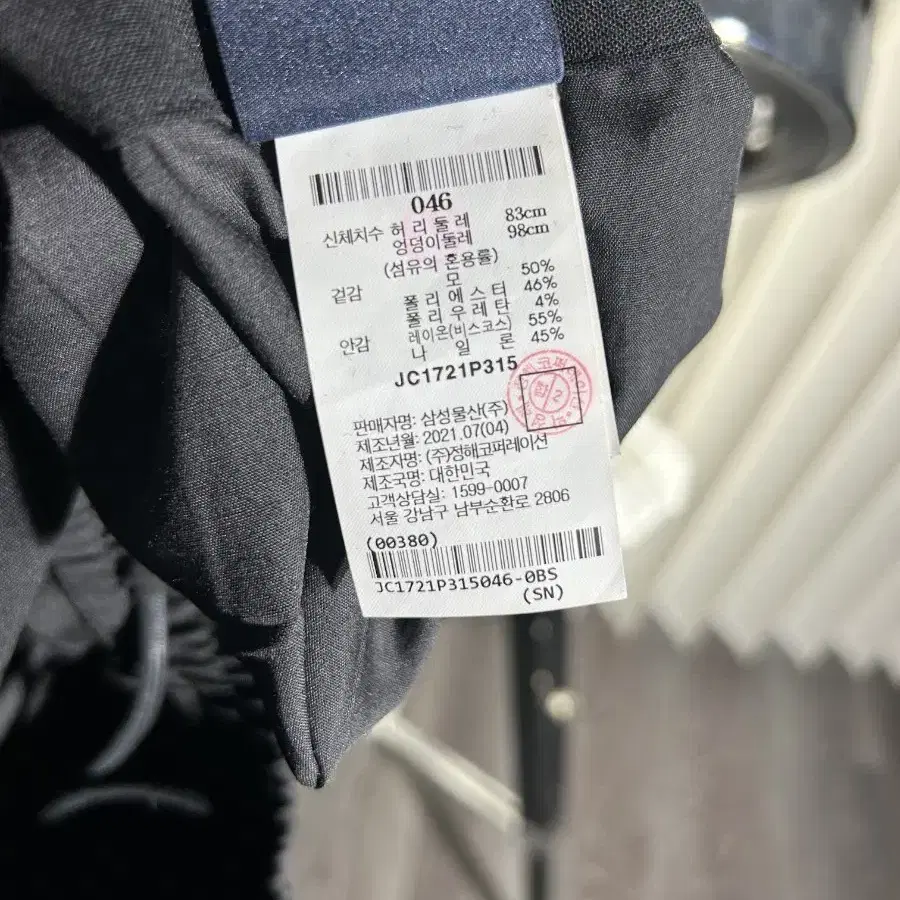 046
신체치수 허리둘레 83cm
엉덩이둘레 98cm
(섬유의 혼용률)
겉감 모 50%
폴리에스터 46%
폴리우레탄 4%
안감 레이온(비스코스) 55%
나일론 45%
JC1721P315
판매자명: 삼성물산(주)
제조년월: 2021.07(04)
제조자명: (주)정해코퍼레이션
제조국명: 대한민국
고객상담실: 1599-0007
서울 강남구 남부순환로 2806
(00380)
JC1721P315046-0BS
(SN)